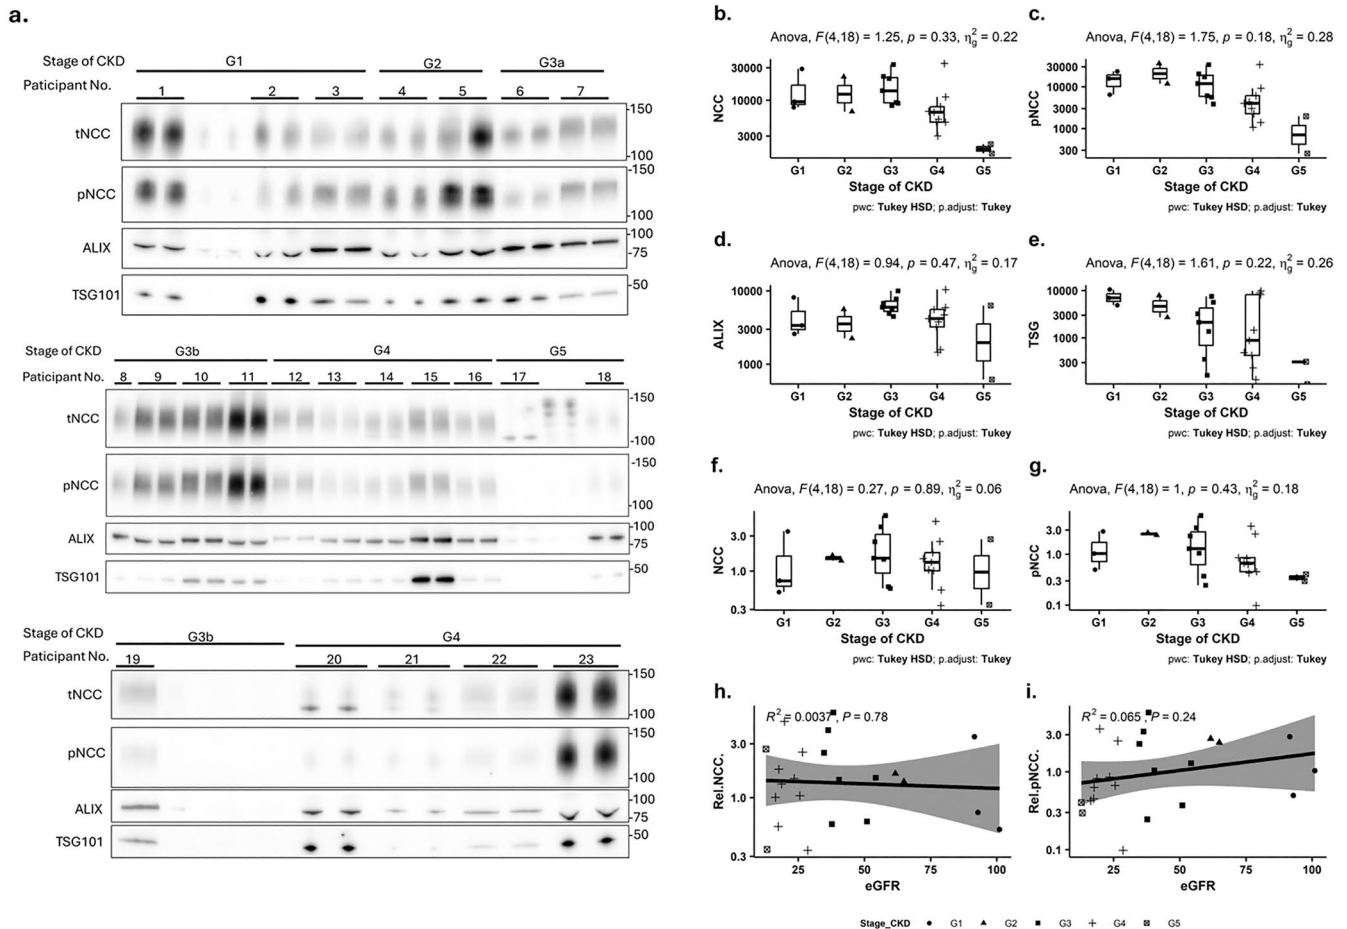 a.
Stage of CKD G1 G2 G3a
Paticipant No. 1 2 3 4 5 6 7
tNCC -150 -100
pNCC -150 -100
ALIX -100 -75
TSG101 -50
Stage of CKD G3b G4 G5
Paticipant No. 8 9 10 11 12 13 14 15 16 17 18
tNCC -150 -100
pNCC -150 -100
ALIX -100 -75
TSG101 -50
Stage of CKD G3b G4
Paticipant No. 19 20 21 22 23
tNCC -150 -100
pNCC -150 -100
ALIX -100 -75
TSG101 -50
b.
Anova, F(4,18) = 1.25, p = 0.33, η²g = 0.22
NCC
30000
10000
3000
G1 G2 G3 G4 G5
Stage of CKD
pwc: Tukey HSD; p.adjust: Tukey
c.
Anova, F(4,18) = 1.75, p = 0.18, η²g = 0.28
pNCC
30000
10000
3000
1000
300
G1 G2 G3 G4 G5
Stage of CKD
pwc: Tukey HSD; p.adjust: Tukey
d.
Anova, F(4,18) = 0.94, p = 0.47, η²g = 0.17
ALIX
10000
3000
1000
G1 G2 G3 G4 G5
Stage of CKD
pwc: Tukey HSD; p.adjust: Tukey
e.
Anova, F(4,18) = 1.61, p = 0.22, η²g = 0.26
TSG
10000
3000
1000
300
G1 G2 G3 G4 G5
Stage of CKD
pwc: Tukey HSD; p.adjust: Tukey
f.
Anova, F(4,18) = 0.27, p = 0.89, η²g = 0.06
NCC
3.0
1.0
0.3
G1 G2 G3 G4 G5
Stage of CKD
pwc: Tukey HSD; p.adjust: Tukey
g.
Anova, F(4,18) = 1, p = 0.43, η²g = 0.18
pNCC
3.0
1.0
0.3
0.1
G1 G2 G3 G4 G5
Stage of CKD
pwc: Tukey HSD; p.adjust: Tukey
h.
R² = 0.0037, P = 0.78
Rel.NCC.
3.0
1.0
0.3
25 50 75 100
eGFR
i.
R² = 0.065, P = 0.24
Rel.pNCC.
3.0
1.0
0.3
0.1
25 50 75 100
eGFR
Stage_CKD G1 G2 G3 G4 G5